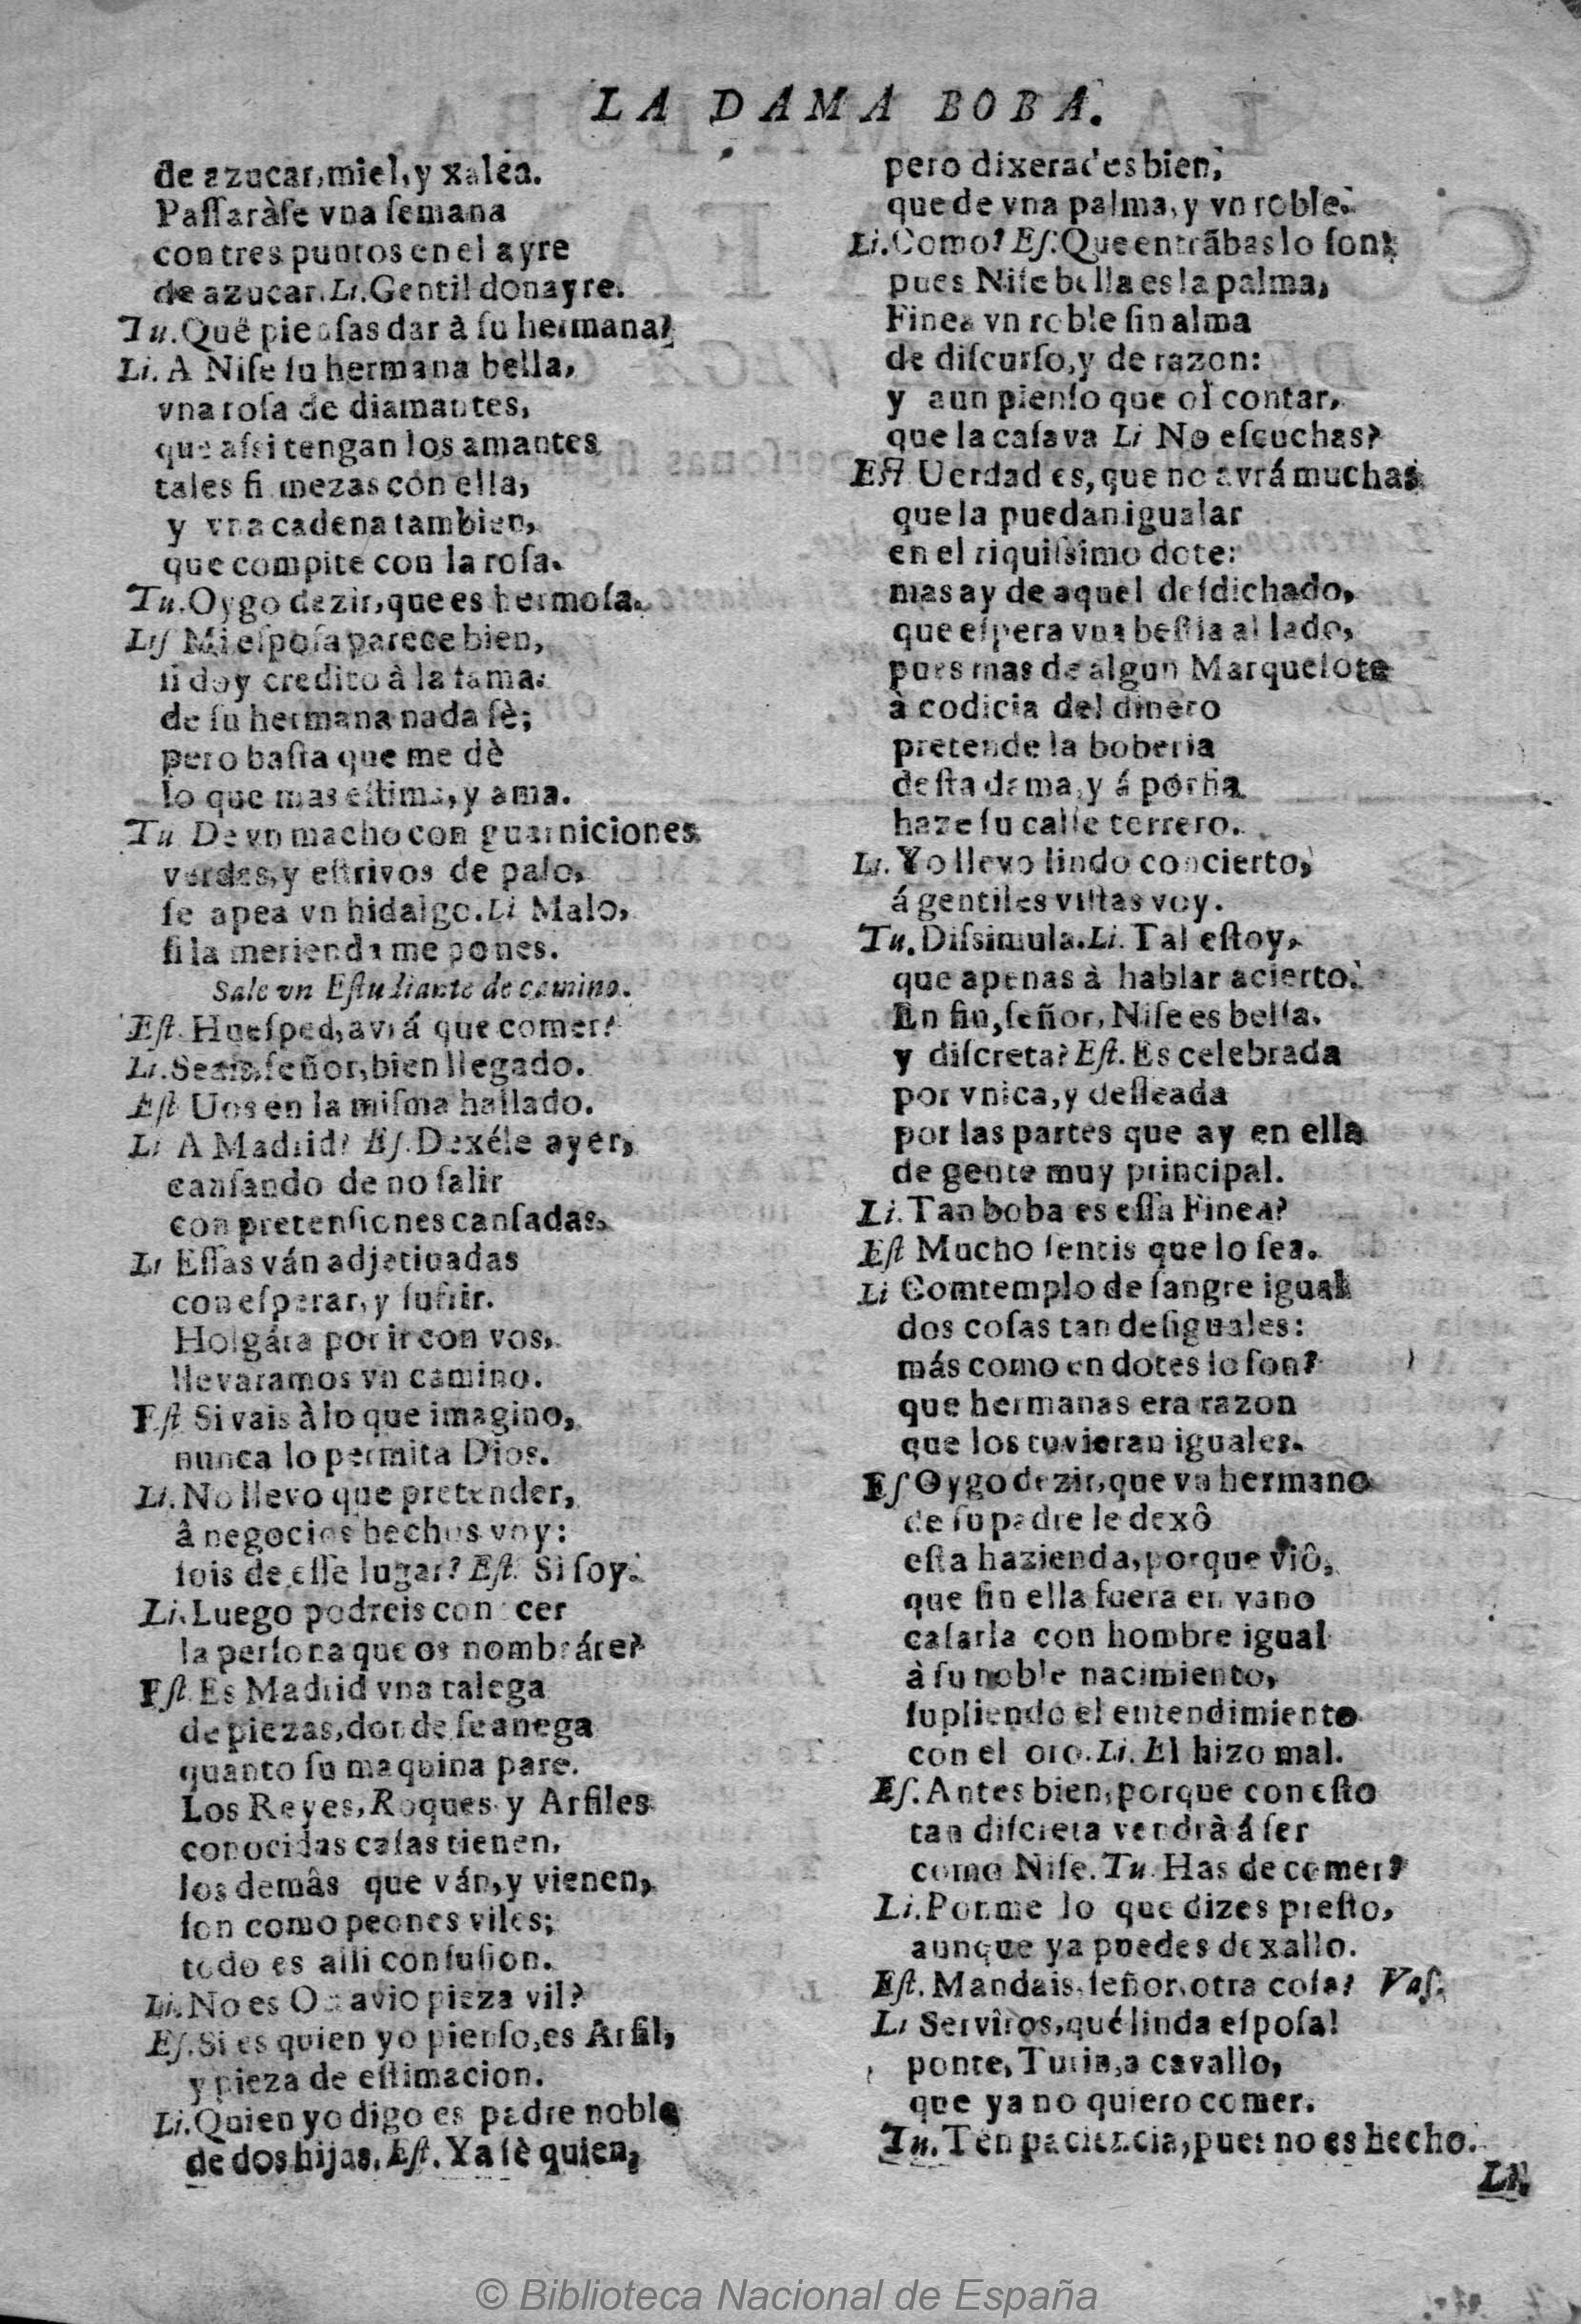 LA DAMA BOBA.
de azucar, miel, y xalea.
Paſſaràſe vna ſemana
con tres puntos en el ayre
de azucar. Li. Gentil donayre.
Tu. Què pienſas dar à ſu hermana?
Li. A Niſe ſu hermana bella,
vna roſa de diamantes,
que aſsi tengan los amantes
tales firmezas con ella,
y vna cadena tambien,
que compite con la roſa.
Tu. Oygo dezir, que es hermoſa.
Liſ Mi eſpoſa parece bien,
ſi doy credito à la fama:
de ſu hermana nada ſè;
pero baſta que me dè
lo que mas eſtima, y ama.
Tu De vn macho con guarniciones
verdes, y eſtrivos de palo,
ſe apea vn hidalgo. Li Malo,
ſi la merienda me pones.
Sale vn Eſtudiante de camino.
Eſt. Hueſped, avrá que comer?
Li. Seais, ſeñor, bien llegado.
Eſt Uos en la miſma hallado.
Li A Madrid? Eſ. Dexéle ayer,
canſando de no ſalir
con pretenſiones canſadas,
Li Eſſas ván adjetiuadas
con eſperar, y ſufrir.
Holgára por ir con vos,
llevaramos vn camino.
Eſt Si vais à lo que imagino,
nunca lo permita Dios.
Li. No llevo que pretender,
â negocios hechos voy:
ſois de eſſe lugar? Eſt. Si ſoy.
Li. Luego podreis conocer
la perſona que os nombráre?
Eſt. Es Madrid vna talega
de piezas, donde ſe anega
quanto ſu maquina pare.
Los Reyes, Roques y Arfiles
conocidas caſas tienen,
los demâs que ván, y vienen,
ſon como peones viles;
todo es alli confuſion.
Li. No es Octavio pieza vil?
Eſ. Si es quien yo pienſo, es Arfil,
y pieza de eſtimacion.
Li. Quien yo digo es padre noble
de dos hijas. Eſt. Ya ſè quien,
pero dixerades bien,
que de vna palma, y vn roble.
Li. Como? Eſ. Que entrãbas lo ſon;
pues Niſe bella es la palma,
Finea vn roble ſin alma
de diſcurſo, y de razon:
y aun pienſo que oì contar,
que la caſava Li No eſcuchas?
Eſt Uerdad es, que no avrá muchas
que la puedan igualar
en el riquiſsimo dote:
mas ay de aquel deſdichado,
que eſpera vna beſtia al lado,
pues mas de algun Marqueſote
à codicia del dinero
pretende la boberia
deſta dama, y á porfia
haze ſu calle terrero.
Li. Yo llevo lindo concierto,
á gentiles viſtas voy.
Tu. Diſsimula. Li. Tal eſtoy,
que apenas à hablar acierto.
En fin, ſeñor, Niſe es bella.
y diſcreta? Eſt. Es celebrada
por vnica, y deſſeada
por las partes que ay en ella
de gente muy principal.
Li. Tan boba es eſſa Finea?
Eſt Mucho ſentis que lo ſea.
Li Comtemplo de ſangre igual
dos coſas tan deſiguales:
más como en dotes lo ſon?
que hermanas era razon
que los tuvieran iguales.
Eſ Oygo dezir, que vn hermano
de ſu padre le dexô
eſta hazienda, porque viô,
que ſin ella fuera en vano
caſarla con hombre igual
à ſu noble nacimiento,
ſupliendo el entendimiento
con el oro. Li. El hizo mal.
Eſ. Antes bien, porque con eſto
tan diſcreta vendrà á ſer
como Niſe. Tu. Has de comer?
Li. Ponme lo que dizes preſto,
aunque ya puedes dexallo.
Eſt. Mandais, ſeñor, otra coſa? Vaſ.
Li Servîros, qué linda eſpoſa!
ponte, Turin, a cavallo,
que ya no quiero comer.
Tu. Ten paciencia, pues no es hecho.
Li.
© Biblioteca Nacional de España